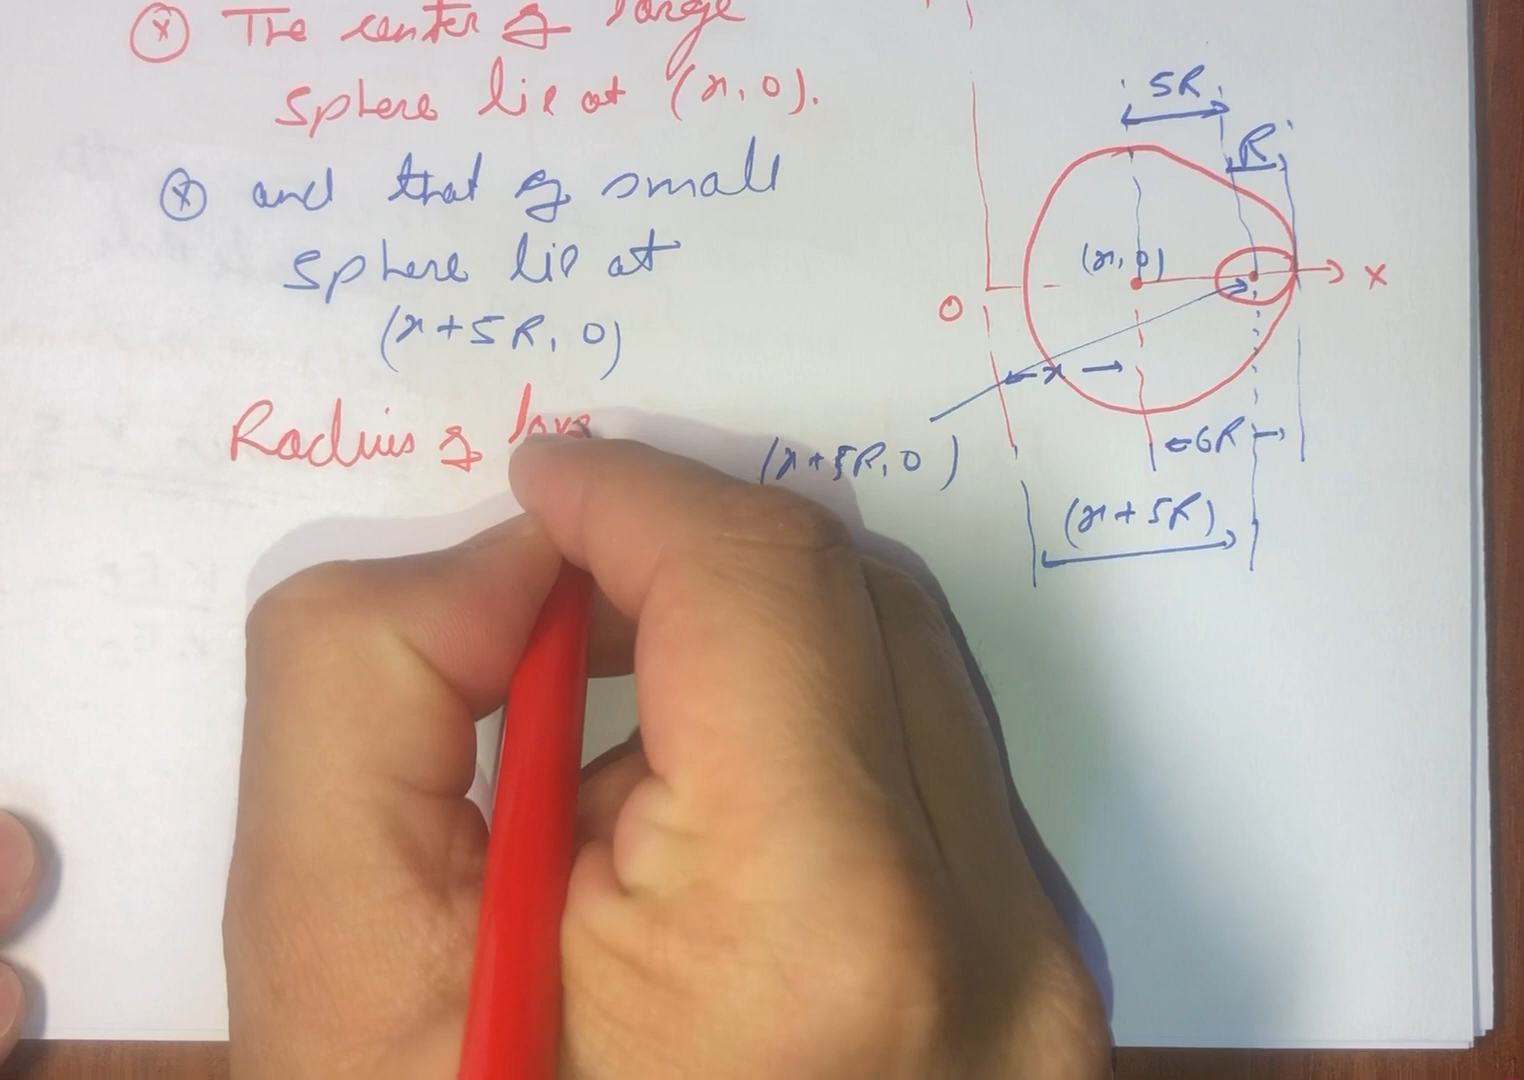 (x) The center of large
sphere lie at (x, 0).
(x) and that of small
sphere lie at
(x+5R, 0)
Radius of large
5R
R
(x, 0)
X
O
x
6R
(x+5R, 0)
(x+5R)